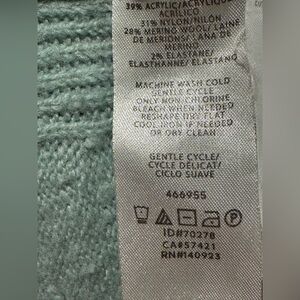 39% ACRYLIC/ACRYLIQUE/
ACRILICO
31% NYLON/NILON
28% MERINO WOOL/LAINE
DE MERINOS/LANA DE
MERINO
2% ELASTANE/
ELASTHANNE/ELASTANO
MACHINE WASH COLD
GENTLE CYCLE
ONLY NON-CHLORINE
BLEACH WHEN NEEDED
RESHAPE DRY FLAT
COOL IRON IF NEEDED
OR DRY CLEAN
GENTLE CYCLE/
CYCLE DÉLICAT/
CICLO SUAVE
466955
P
ID#70278
CA#57421
RN#140923